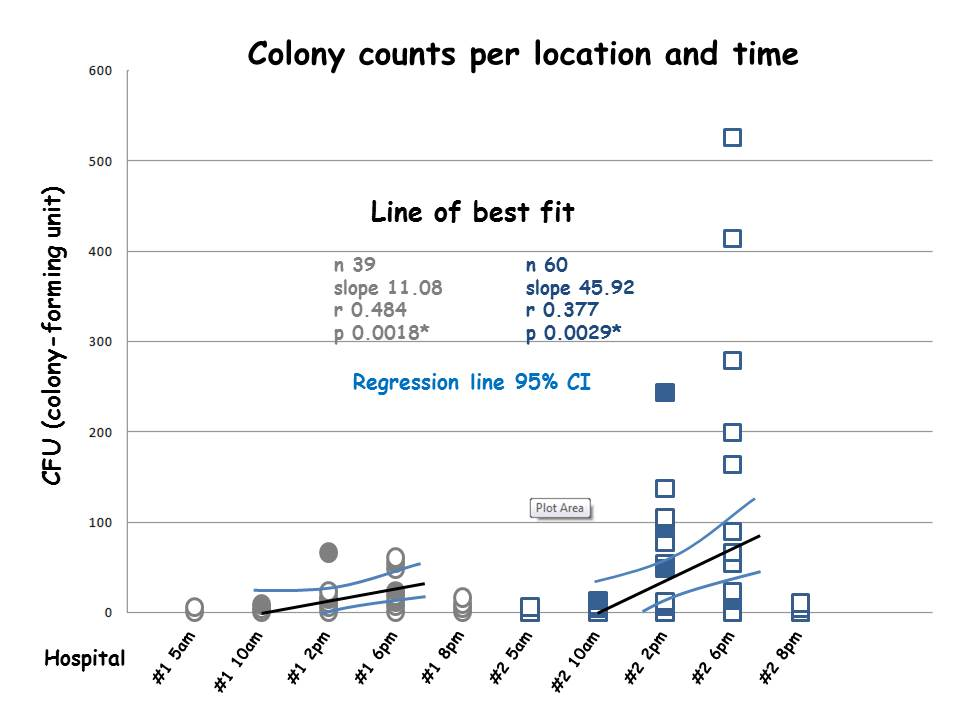 Colony counts per location and time
600
500
400
300
200
100
0
CFU (colony-forming unit)
Line of best fit
n 39
slope 11.08
r 0.484
p 0.0018*
n 60
slope 45.92
r 0.377
p 0.0029*
Regression line 95% CI
Plot Area
Hospital
#1 5am
#1 10am
#1 2pm
#1 6pm
#1 8pm
#2 5am
#2 10am
#2 2pm
#2 6pm
#2 8pm